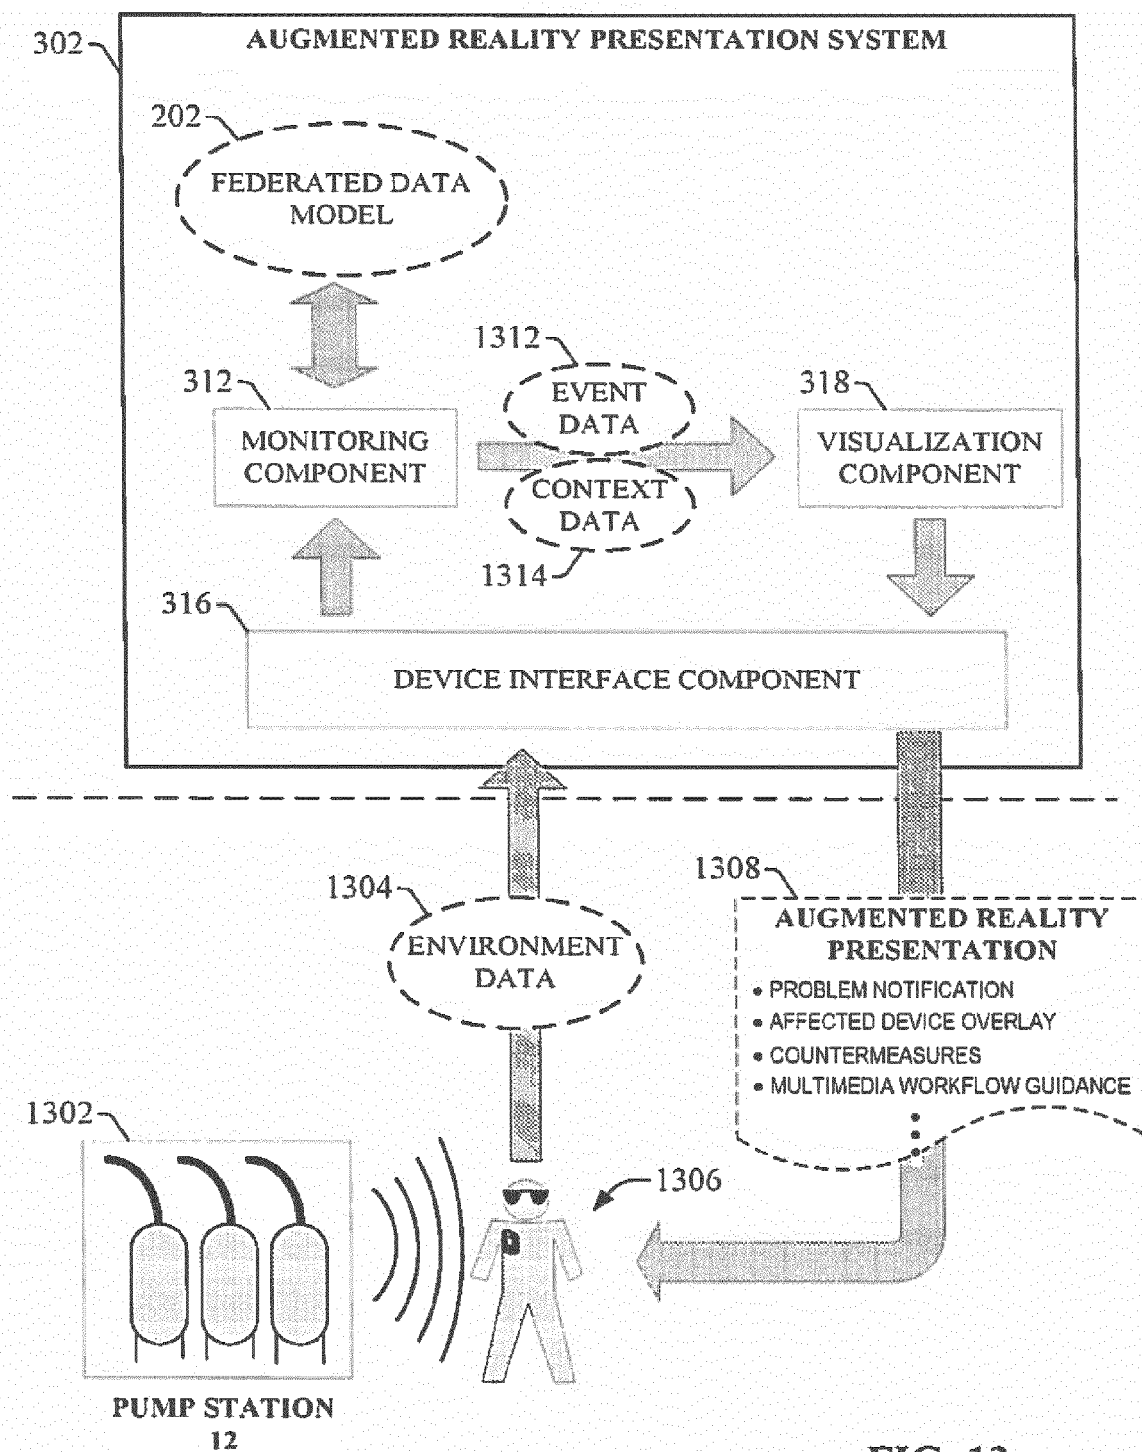 302
AUGMENTED REALITY PRESENTATION SYSTEM
202
FEDERATED DATA
MODEL
1312
312
EVENT
DATA
318
MONITORING
COMPONENT
VISUALIZATION
COMPONENT
CONTEXT
DATA
1314
316
DEVICE INTERFACE COMPONENT
1304
ENVIRONMENT
DATA
1308
AUGMENTED REALITY
PRESENTATION
• PROBLEM NOTIFICATION
• AFFECTED DEVICE OVERLAY
• COUNTERMEASURES
• MULTIMEDIA WORKFLOW GUIDANCE
1302
1306
PUMP STATION
12